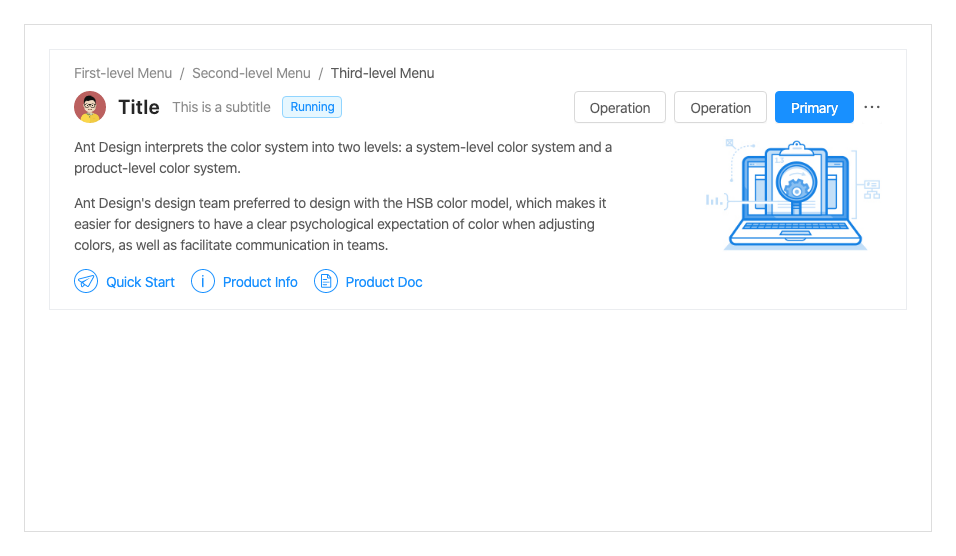 First-level Menu / Second-level Menu / Third-level Menu
Title This is a subtitle Running Operation Operation Primary ···
Ant Design interprets the color system into two levels: a system-level color system and a
product-level color system.
Ant Design's design team preferred to design with the HSB color model, which makes it
easier for designers to have a clear psychological expectation of color when adjusting
colors, as well as facilitate communication in teams.
Quick Start Product Info Product Doc